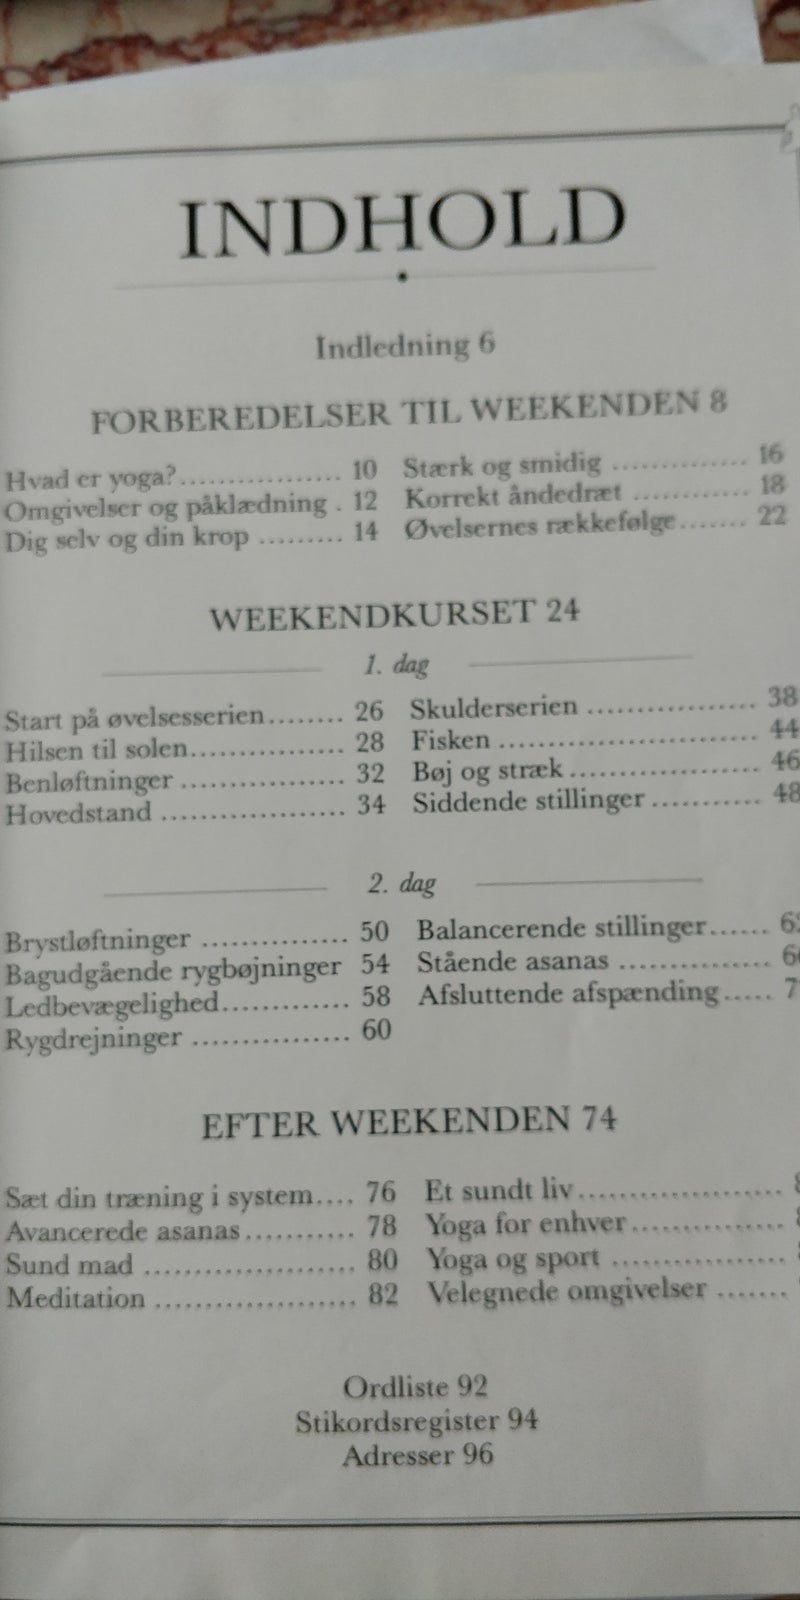 INDHOLD
Indledning 6
FORBEREDELSER TIL WEEKENDEN 8
Hvad er yoga?................. 10
Omgivelser og påklædning . 12
Dig selv og din krop ......... 14
Stærk og smidig .............. 16
Korrekt åndedræt ............ 18
Øvelsernes rækkefølge....... 22
WEEKENDKURSET 24
1. dag
Start på øvelsesserien........ 26
Hilsen til solen................ 28
Benløftninger ................. 32
Hovedstand ................... 34
Skulderserien ................. 38
Fisken ........................... 44
Bøj og stræk.................... 46
Siddende stillinger ........... 48
2. dag
Brystløftninger ............... 50
Bagudgående rygbøjninger 54
Ledbevægelighed............. 58
Rygdrejninger ................ 60
Balancerende stillinger......
Stående asanas ...............
Afsluttende afspænding.....
EFTER WEEKENDEN 74
Sæt din træning i system.... 76
Avancerede asanas........... 78
Sund mad ..................... 80
Meditation .................... 82
Et sundt liv....................
Yoga for enhver...............
Yoga og sport .................
Velegnede omgivelser .......
Ordliste 92
Stikordsregister 94
Adresser 96